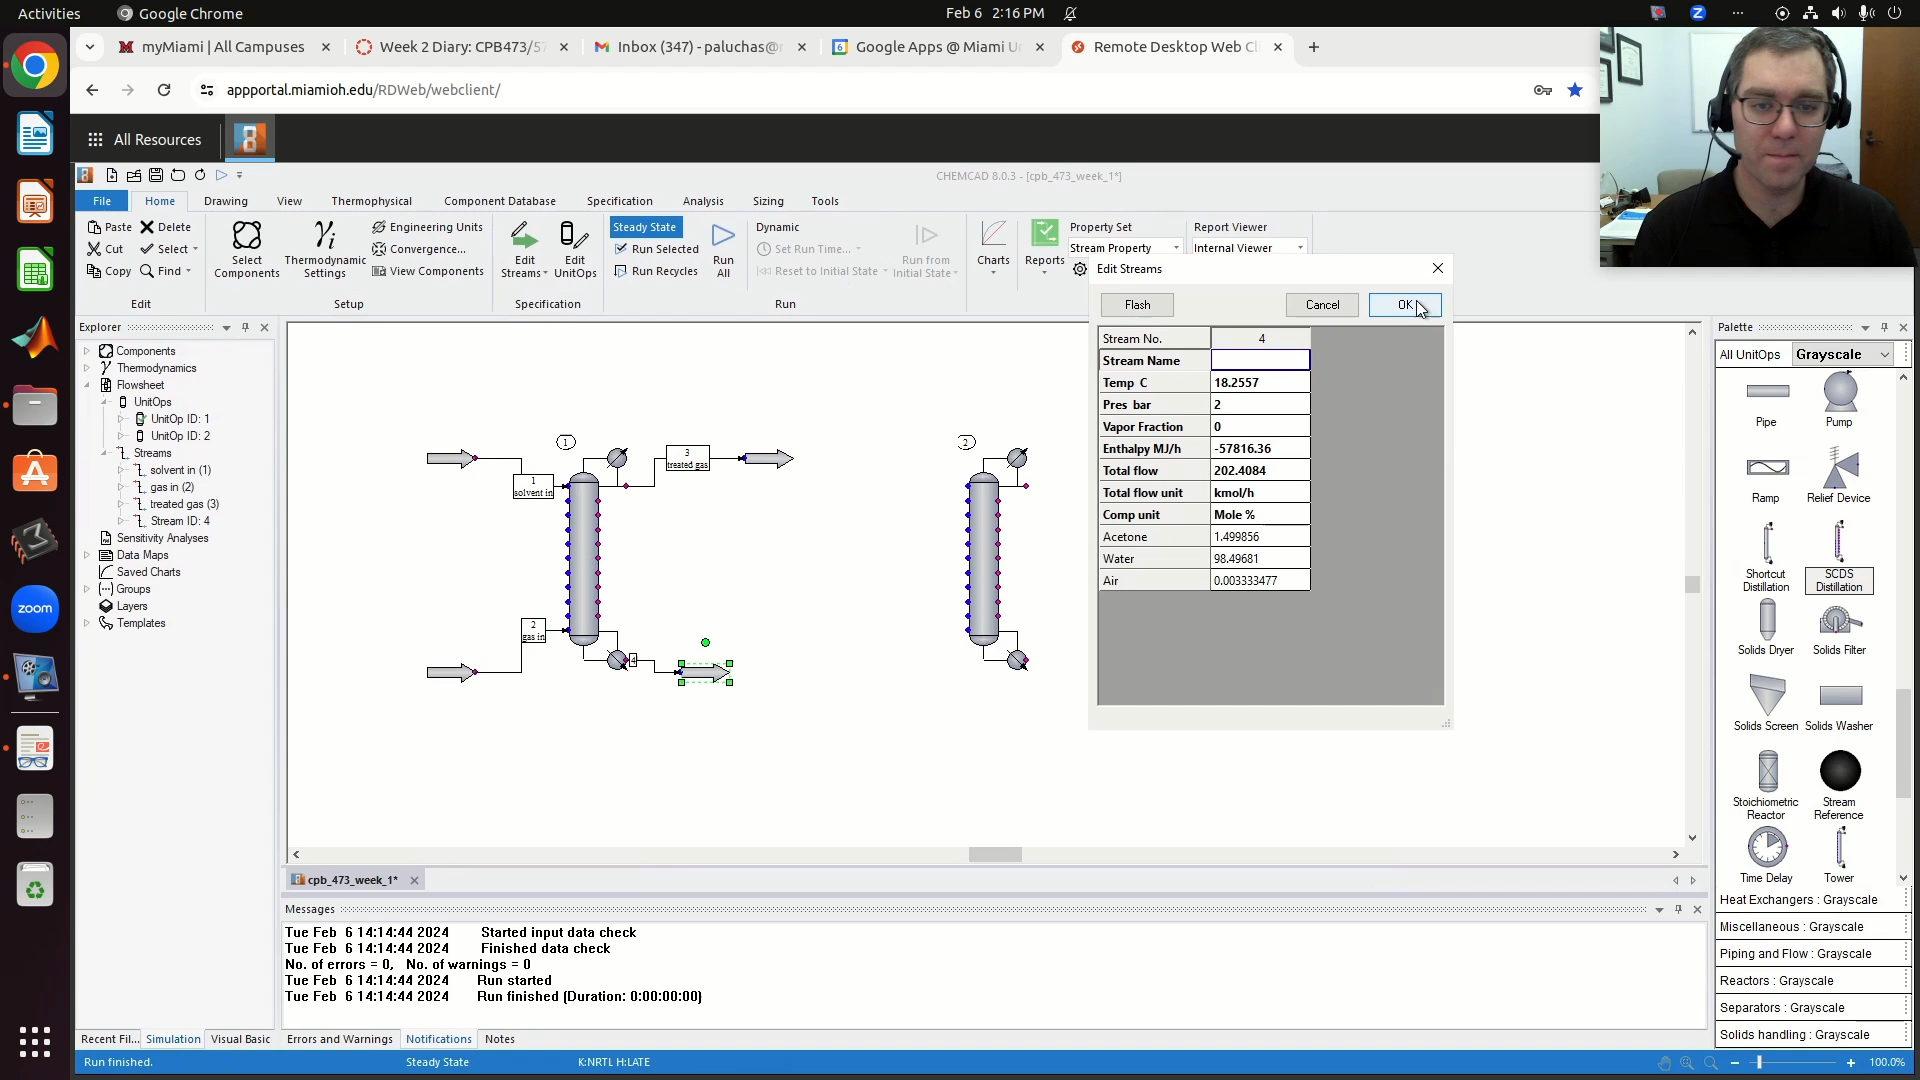 Activities
Google Chrome
Feb 6 2:16 PM
myMiami | All Campuses
Week 2 Diary: CPB473/57
Inbox (347) - paluchas@r
Google Apps @ Miami Un
Remote Desktop Web Cli
appportal.miamioh.edu/RDWeb/webclient/
All Resources
CHEMCAD 8.0.3 - [cpb_473_week_1*]
File
Home
Drawing
View
Thermophysical
Component Database
Specification
Analysis
Sizing
Tools
Paste
Delete
Cut
Select
Copy
Find
Edit
Select Components
Thermodynamic Settings
Engineering Units
Convergence...
View Components
Setup
Edit Streams
Edit UnitOps
Specification
Steady State
Run Selected
Run Recycles
Run All
Dynamic
Set Run Time...
Reset to Initial State
Run from Initial State
Run
Charts
Reports
Property Set
Stream Property
Report Viewer
Internal Viewer
Explorer
Components
Thermodynamics
Flowsheet
UnitOps
UnitOp ID: 1
UnitOp ID: 2
Streams
solvent in (1)
gas in (2)
treated gas (3)
Stream ID: 4
Sensitivity Analyses
Data Maps
Saved Charts
Groups
Layers
Templates
1
3
treated gas
1
solvent in
2
gas in
4
2
Edit Streams
Flash
Cancel
OK
Stream No. 4
Stream Name
Temp C 18.2557
Pres bar 2
Vapor Fraction 0
Enthalpy MJ/h -57816.36
Total flow 202.4084
Total flow unit kmol/h
Comp unit Mole %
Acetone 1.499856
Water 98.49681
Air 0.003333477
Palette
All UnitOps
Grayscale
Pipe
Pump
Ramp
Relief Device
Shortcut Distillation
SCDS Distillation
Solids Dryer
Solids Filter
Solids Screen
Solids Washer
Stoichiometric Reactor
Stream Reference
Time Delay
Tower
Heat Exchangers : Grayscale
Miscellaneous : Grayscale
Piping and Flow : Grayscale
Reactors : Grayscale
Separators : Grayscale
Solids handling : Grayscale
cpb_473_week_1*
Messages
Tue Feb 6 14:14:44 2024 Started input data check
Tue Feb 6 14:14:44 2024 Finished data check
No. of errors = 0, No. of warnings = 0
Tue Feb 6 14:14:44 2024 Run started
Tue Feb 6 14:14:44 2024 Run finished (Duration: 0:00:00:00)
Recent Fil...
Simulation
Visual Basic
Errors and Warnings
Notifications
Notes
Run finished.
Steady State
K:NRTL H:LATE
100.0%
zoom